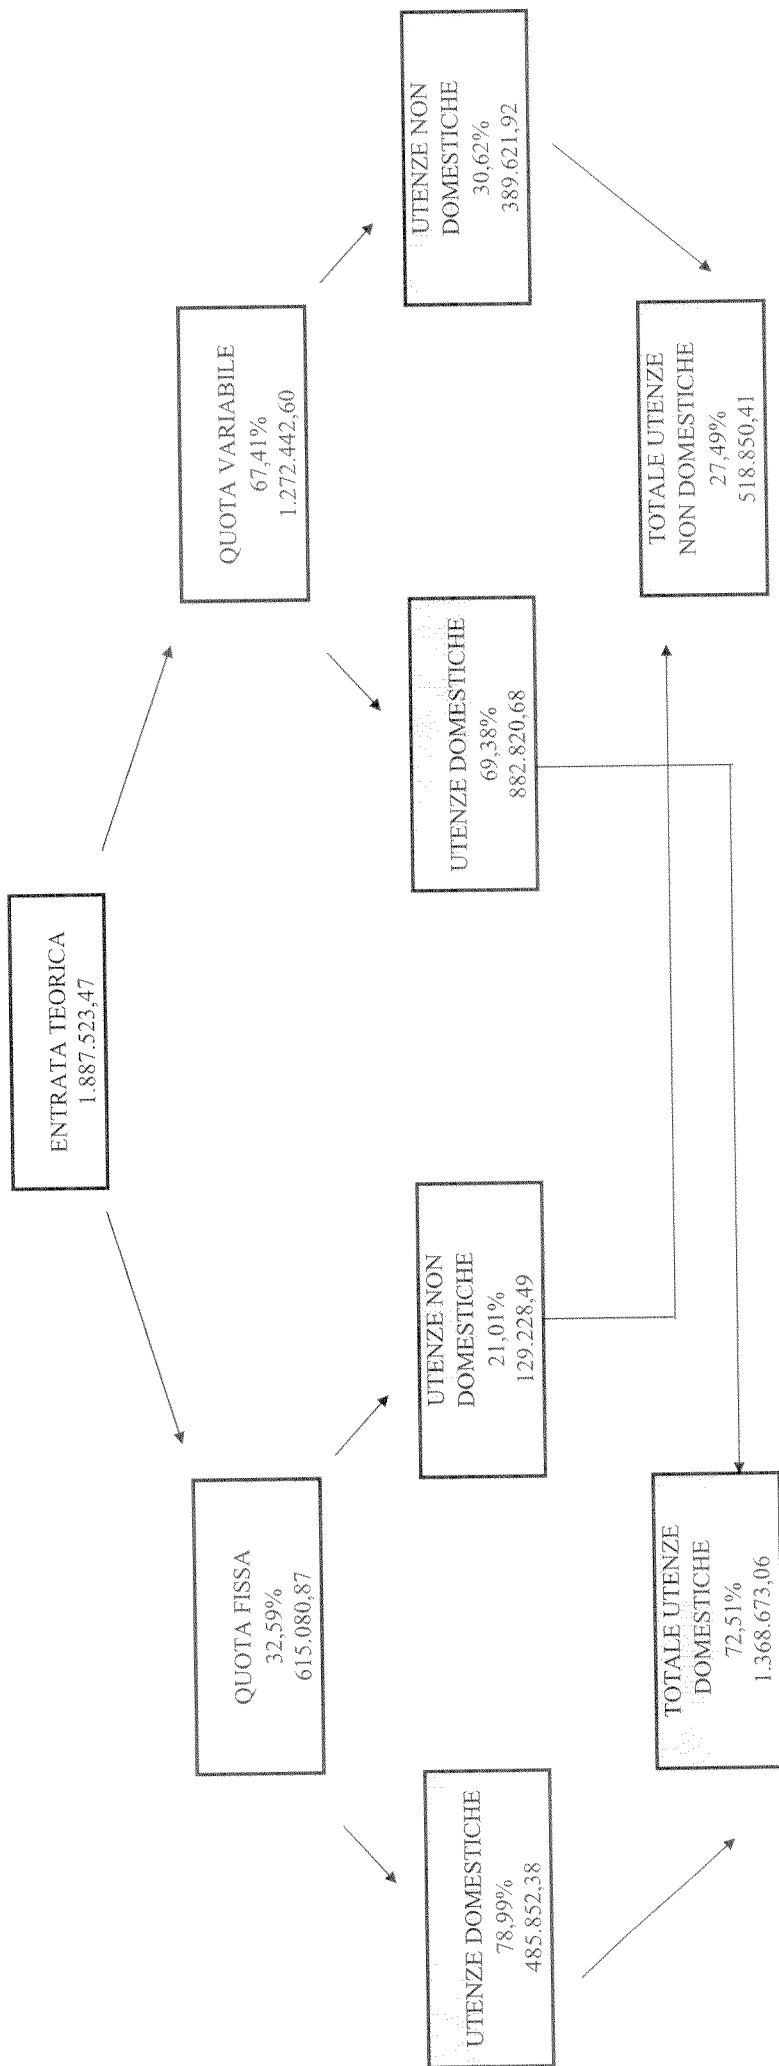 ENTRATA TEORICA
1.887.523,47
QUOTA FISSA
32,59%
615.080,87
QUOTA VARIABILE
67,41%
1.272.442,60
UTENZE DOMESTICHE
78,99%
485.852,38
UTENZE NON
DOMESTICHE
21,01%
129.228,49
UTENZE DOMESTICHE
69,38%
882.820,68
UTENZE NON
DOMESTICHE
30,62%
389.621,92
TOTALE UTENZE
DOMESTICHE
72,51%
1.368.673,06
TOTALE UTENZE
NON DOMESTICHE
27,49%
518.850,41